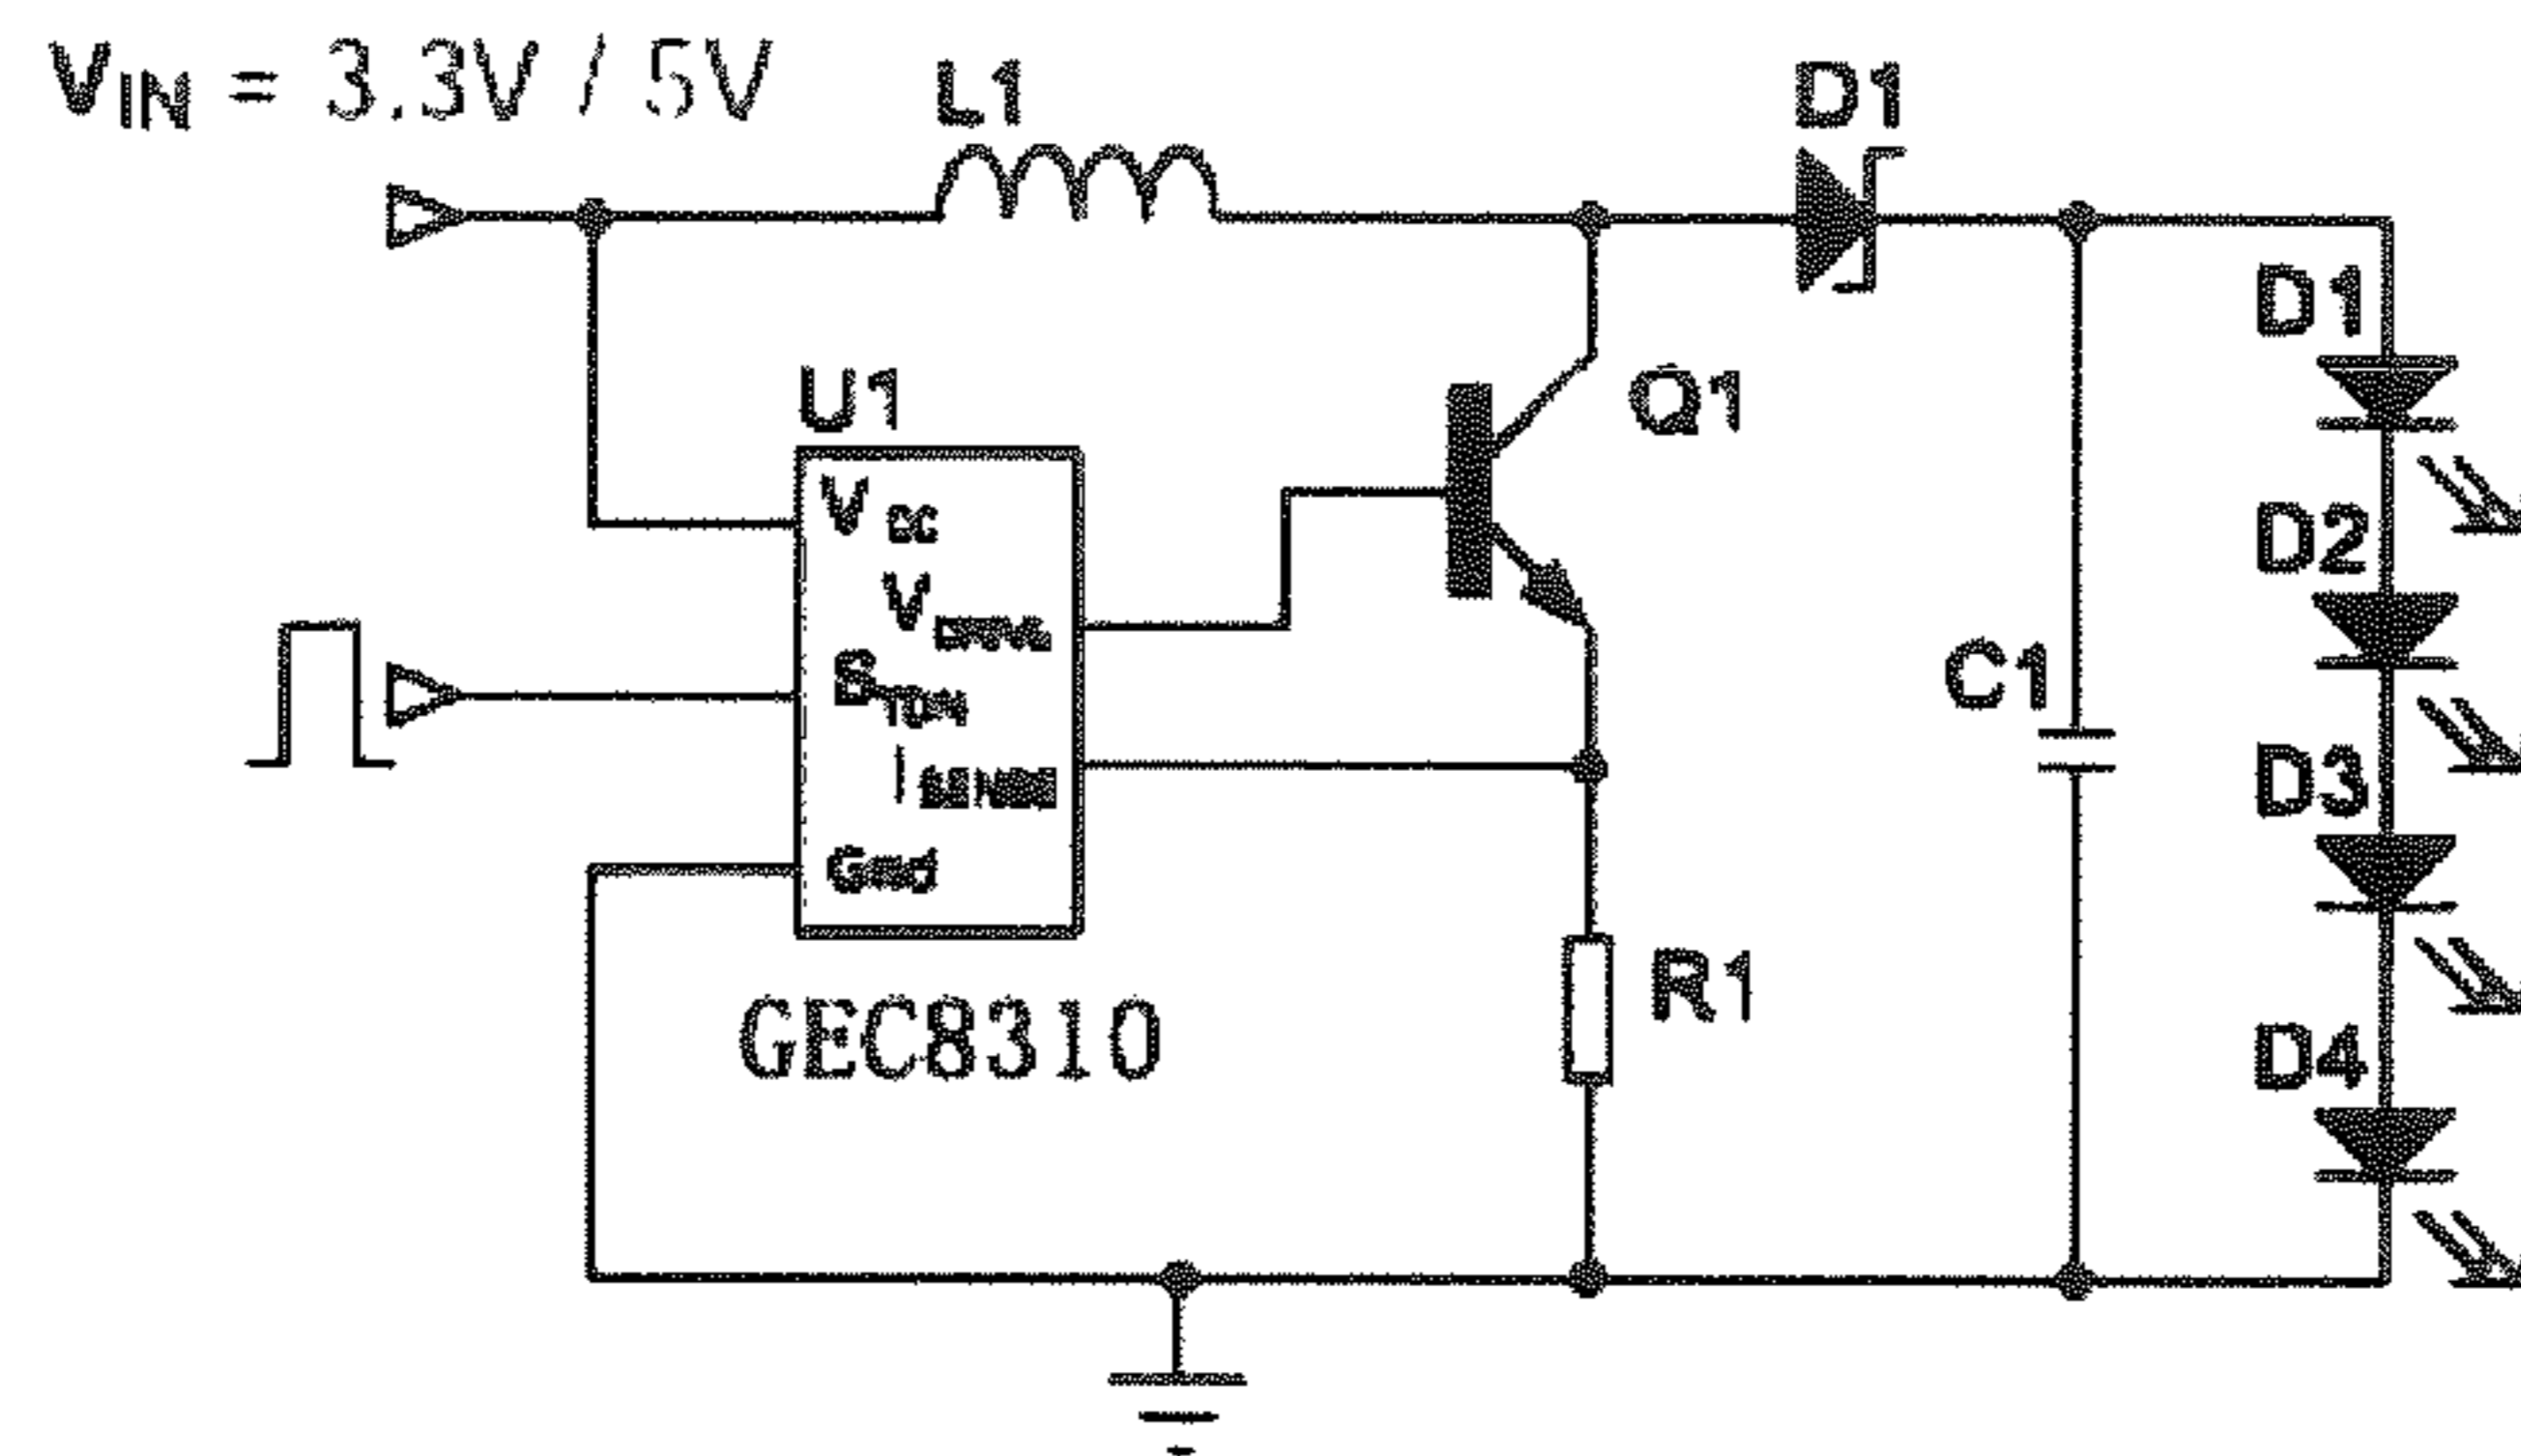 VIN = 3.3V / 5V
L1
D1
U1
Q1
VCC
VDRIVE
STDN
ISENSE
Gnd
GEC8310
R1
C1
D1
D2
D3
D4